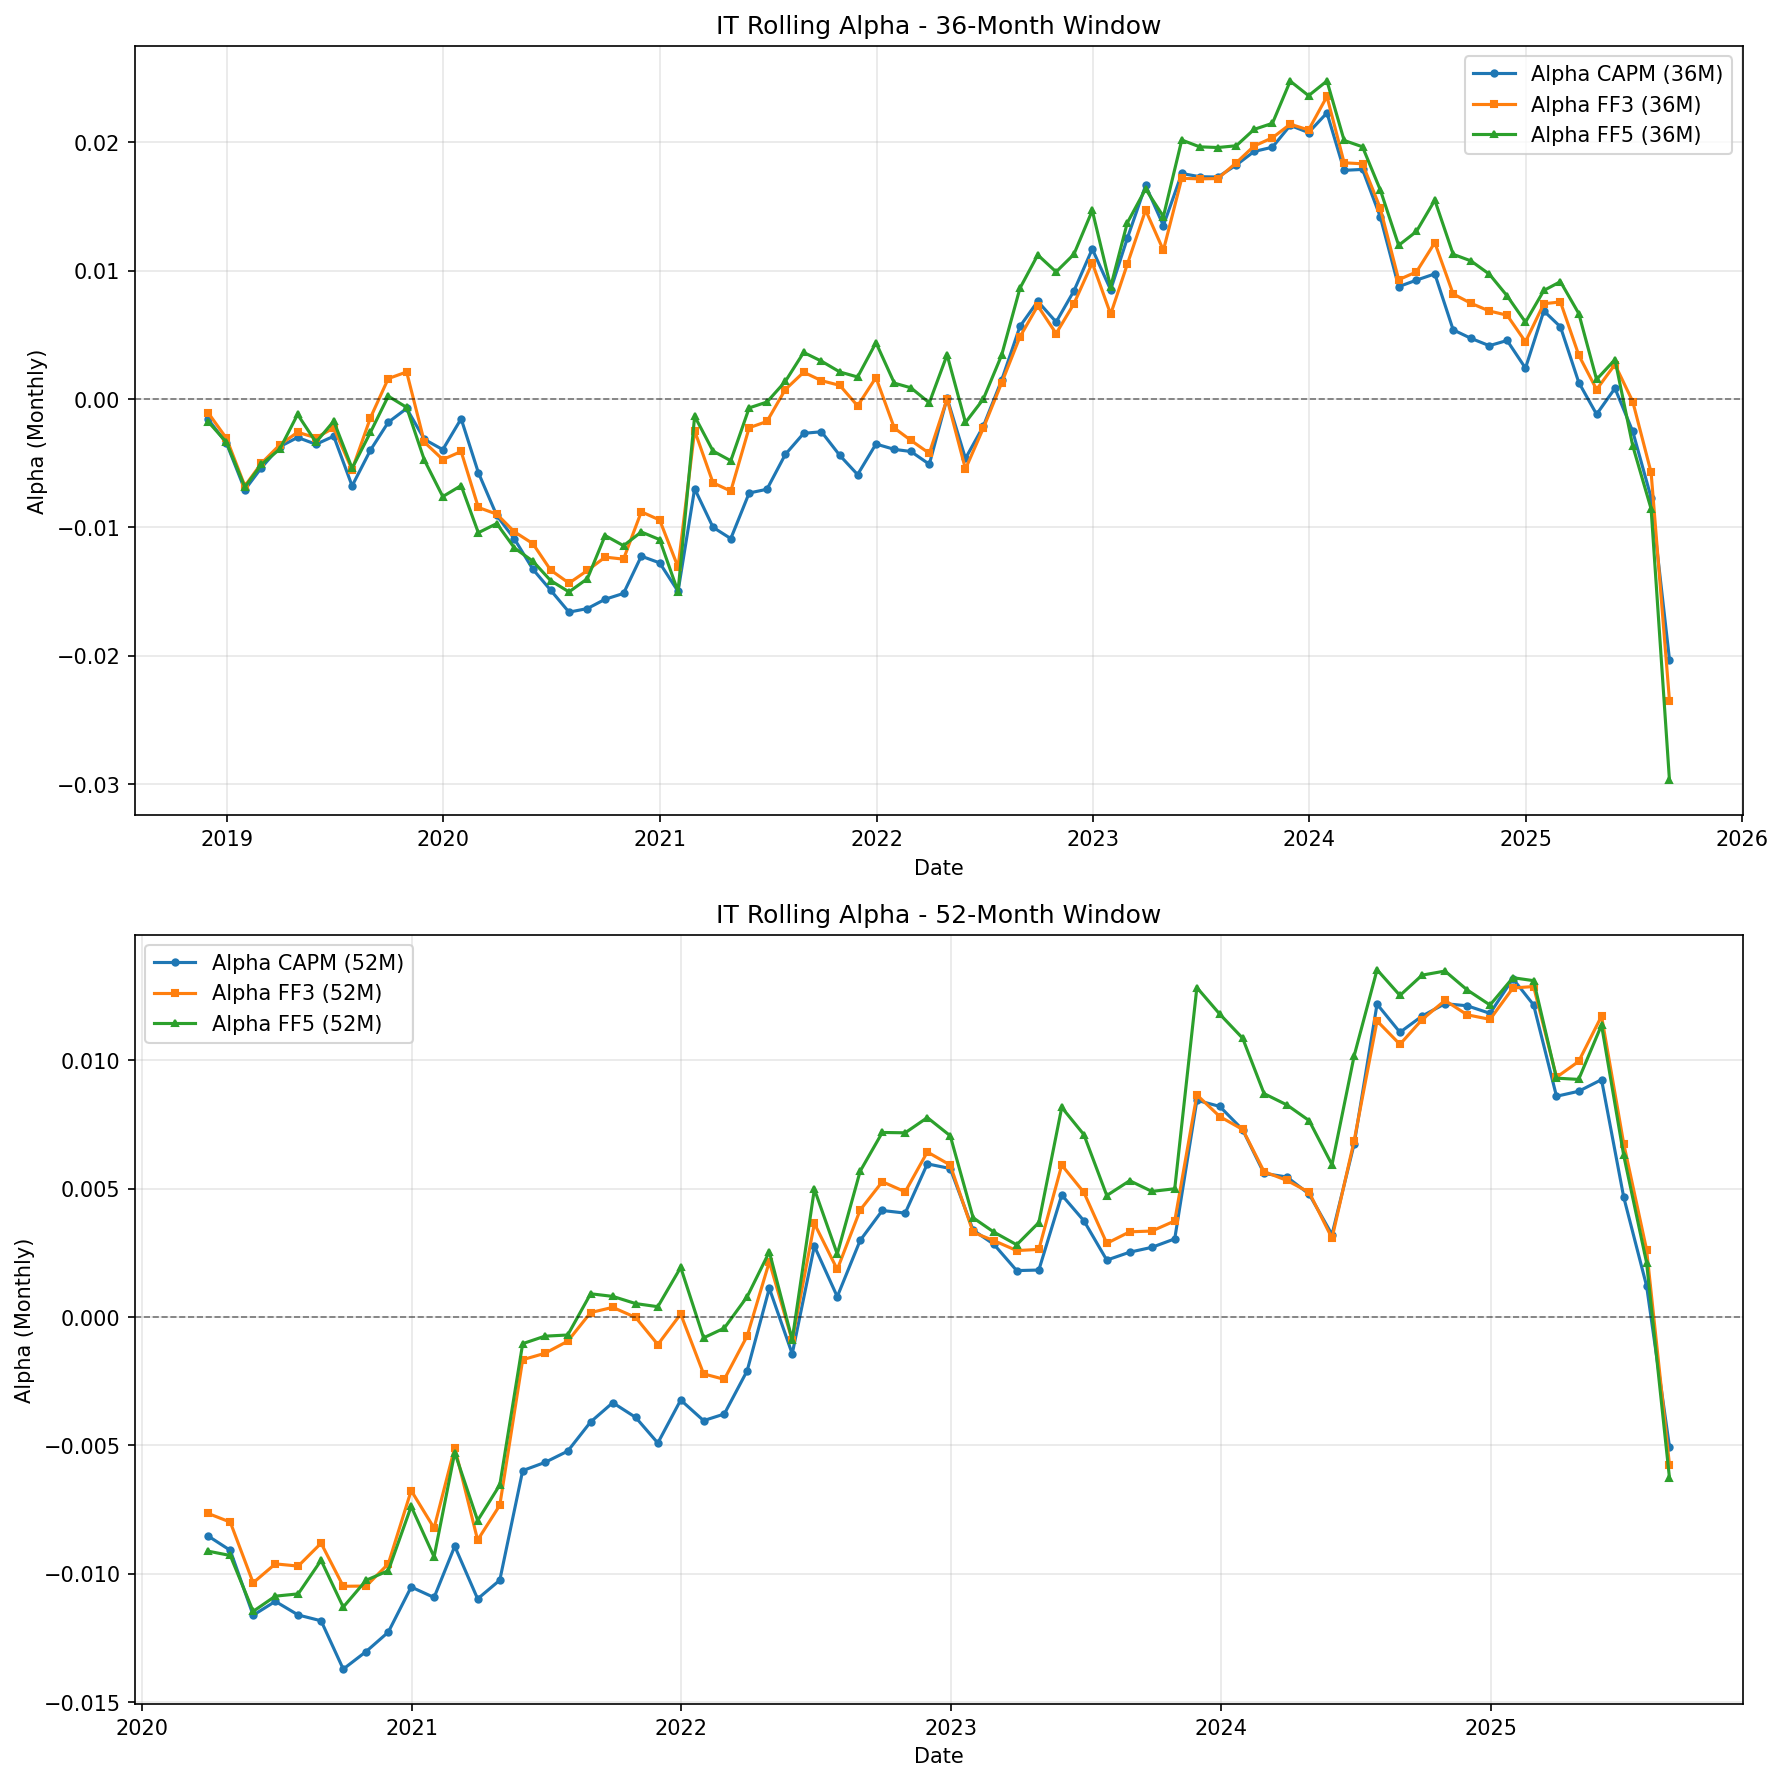 IT Rolling Alpha - 36-Month Window
Alpha CAPM (36M)
Alpha FF3 (36M)
Alpha FF5 (36M)
Alpha (Monthly)
0.02
0.01
0.00
−0.01
−0.02
−0.03
2019 2020 2021 2022 2023 2024 2025 2026
Date
IT Rolling Alpha - 52-Month Window
Alpha CAPM (52M)
Alpha FF3 (52M)
Alpha FF5 (52M)
Alpha (Monthly)
0.010
0.005
0.000
−0.005
−0.010
−0.015
2020 2021 2022 2023 2024 2025
Date